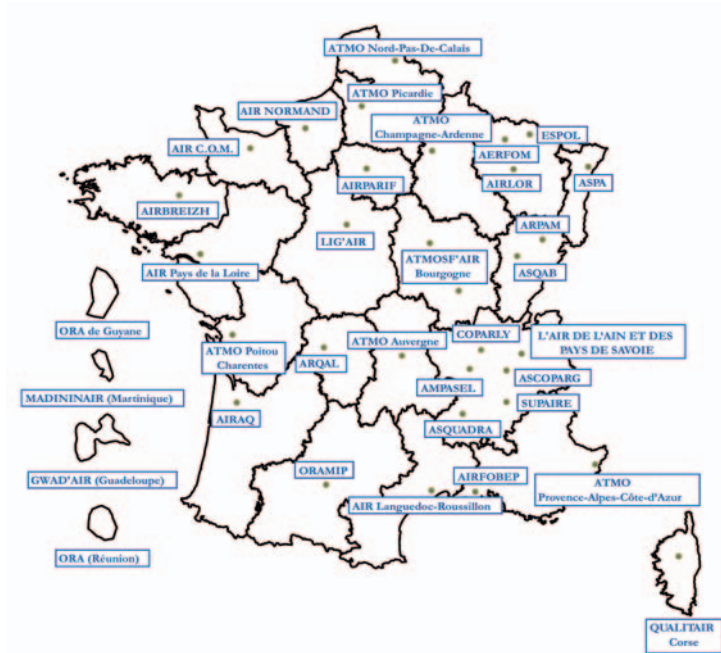 ATMO Nord-Pas-De-Calais
ATMO Picardie
AIR NORMAND
ATMO
Champagne-Ardenne
ESPOL
AIR C.O.M.
AERFOM
AIRPARIF
AIRLOR
ASPA
AIRBREIZH
ARPAM
LIG'AIR
ATMOSF'AIR
Bourgogne
AIR Pays de la Loire
ASQAB
ORA de Guyane
COPARLY
L'AIR DE L'AIN ET DES
PAYS DE SAVOIE
ATMO Poitou
Charentes
ATMO Auvergne
ARQAL
ASCOPARG
AMPASEL
MADININAIR (Martinique)
SUPAIRE
AIRAQ
ASQUADRA
ORAMIP
AIRFOBEP
GWAD'AIR (Guadeloupe)
ATMO
Provence-Alpes-Côte-d'Azur
AIR Languedoc-Roussillon
ORA (Réunion)
QUALITAIR
Corse